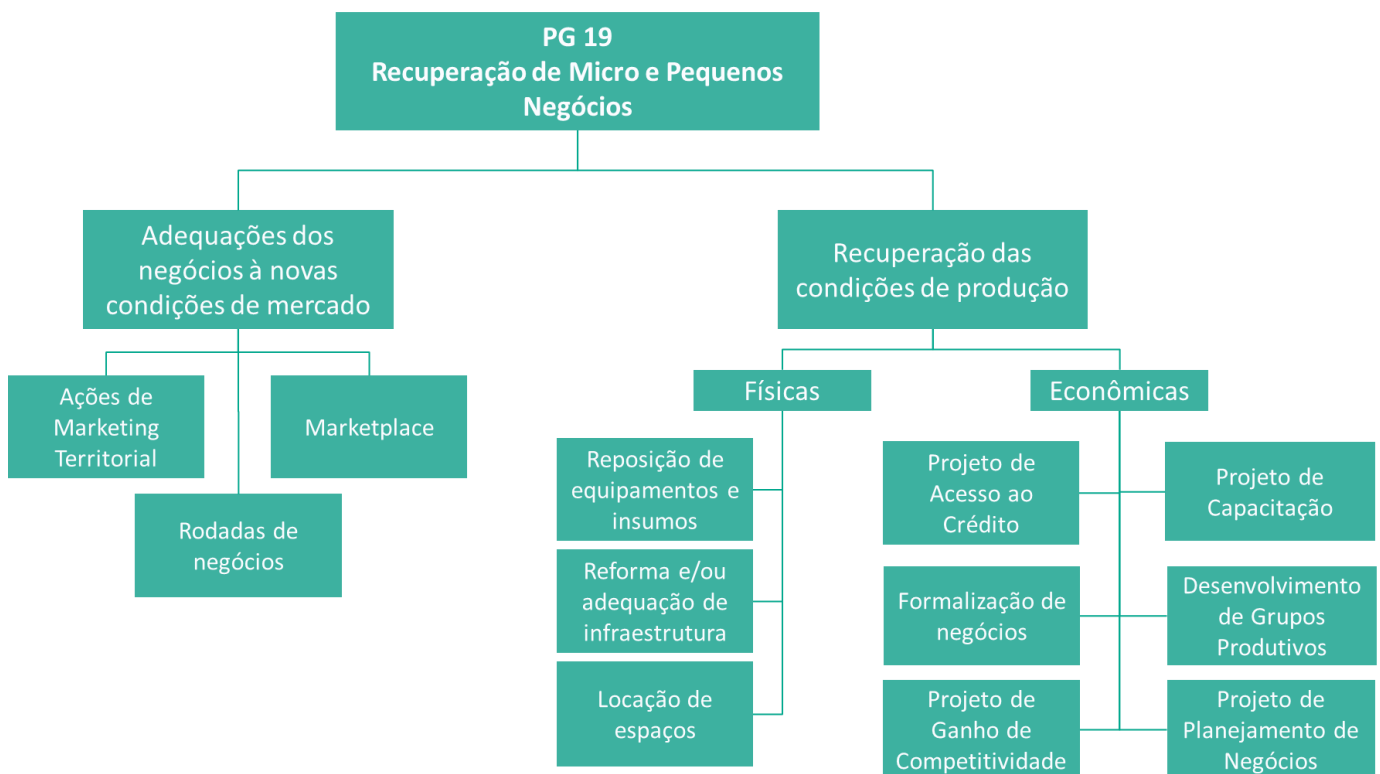 PG 19
Recuperação de Micro e Pequenos
Negócios
Adequações dos
negócios à novas
condições de mercado
Recuperação das
condições de produção
Ações de
Marketing
Territorial
Marketplace
Rodadas de
negócios
Físicas
Econômicas
Reposição de
equipamentos e
insumos
Reforma e/ou
adequação de
infraestrutura
Locação de
espaços
Projeto de
Acesso ao
Crédito
Projeto de
Capacitação
Formalização de
negócios
Desenvolvimento
de Grupos
Produtivos
Projeto de
Ganho de
Competitividade
Projeto de
Planejamento de
Negócios